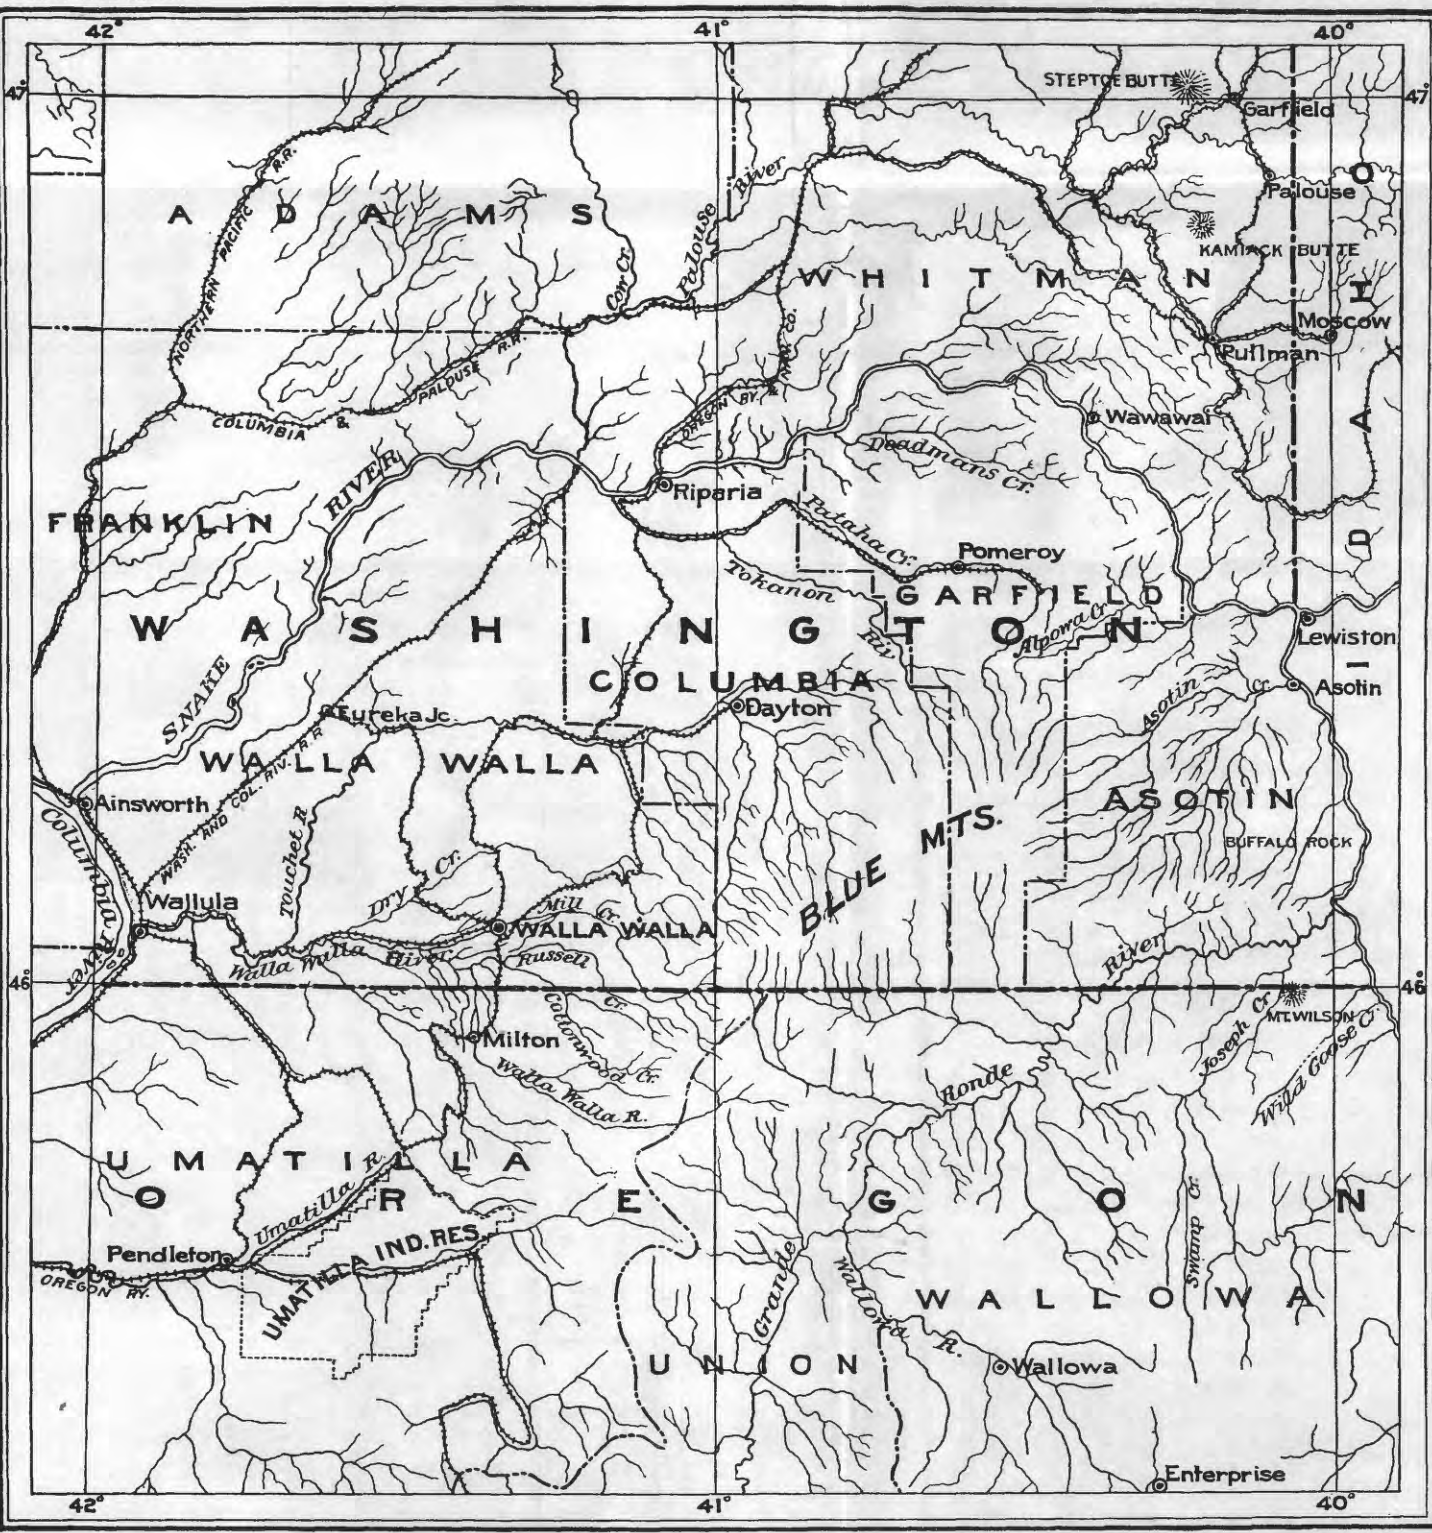 42° 41° 40°
47° 47°
STEPTOE BUTTE
Garfield
Palouse
KAMIACK BUTTE
NORTHERN PACIFIC R.R.
ADAMS
Cow Cr.
Palouse River
WHITMAN
IDAHO
Moscow
Pullman
COLUMBIA & PALOUSE R.R.
OREGON RY.
NAV. CO.
Wawawai
Deadmans Cr.
SNAKE RIVER
Riparia
FRANKLIN
Pataha Cr.
Pomeroy
Tokanon Riv
GARFIELD
Alpowa Cr.
WASHINGTON
Lewiston
COLUMBIA
Asotin Cr.
Asotin
Dayton
Eureka Jc.
WALLA WALLA
Ainsworth
WASH. AND COL. RIV. R.R
Touchet R
ASOTIN
BUFFALO ROCK
BLUE MTS.
Columbia River
Dry Cr.
Wallula
Mill Cr.
WALLA WALLA
Walla Walla River
Russell Cr.
River
46° 46°
Cottonwood Cr.
Joseph Cr.
MT. WILSON
Wild Goose Cr.
Milton
Walla Walla R.
Ronde
UMATILLA
OREGON
Umatilla R.
Swamp Cr.
Pendleton
UMATILLA IND. RES.
OREGON RY.
Grande
Wallowa R.
WALLOWA
UNION
Wallowa
Enterprise
42° 41° 40°